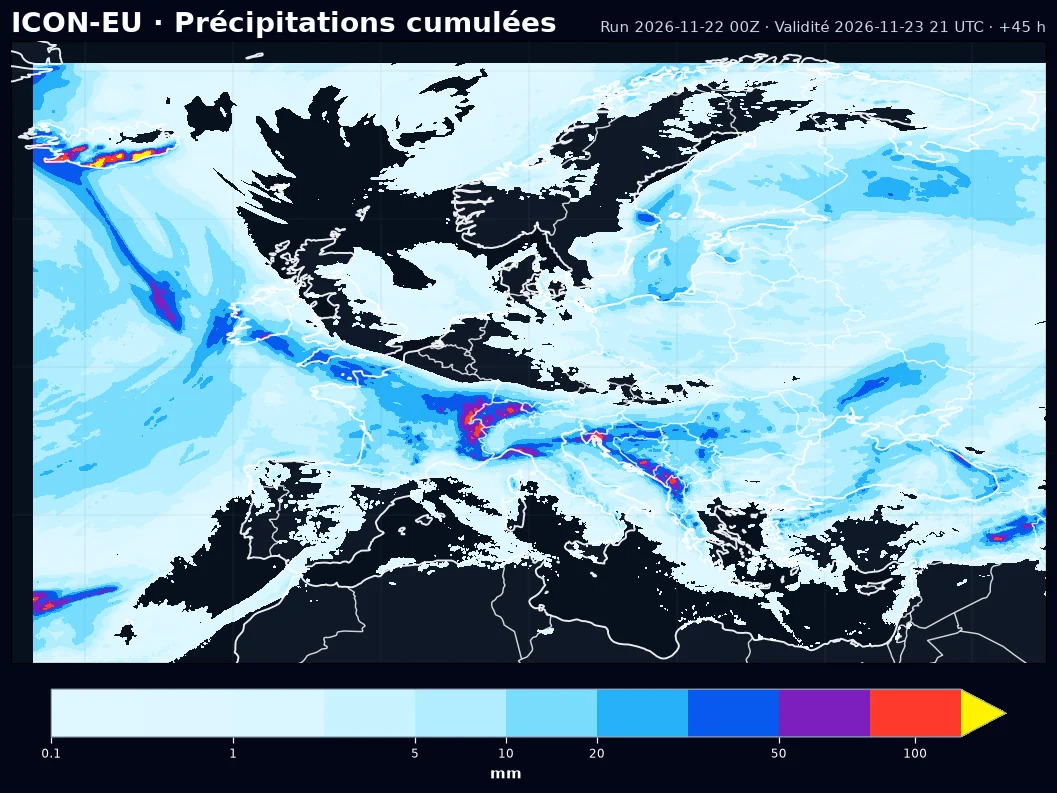 ICON-EU · Précipitations cumulées
Run 2026-11-22 00Z · Validité 2026-11-23 21 UTC · +45 h
0.1 1 5 10 20 50 100
mm